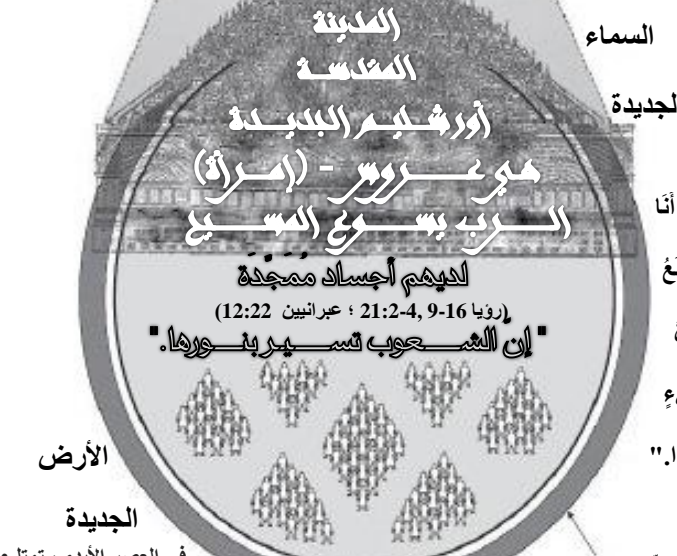 المدينة
المقدسة
أورشليم الجديدة
هي عروس - (إمرأة)
الرب يسوع المسيح
لديهم أجساد ممجدة
(رؤيا 9-16, 21:2-4 ؛ عبرانيين 12:22)
"إن الشعوب تسير بنورها."
السماء
لجديدة
أَنَا
ا."
الأرض
الجديدة